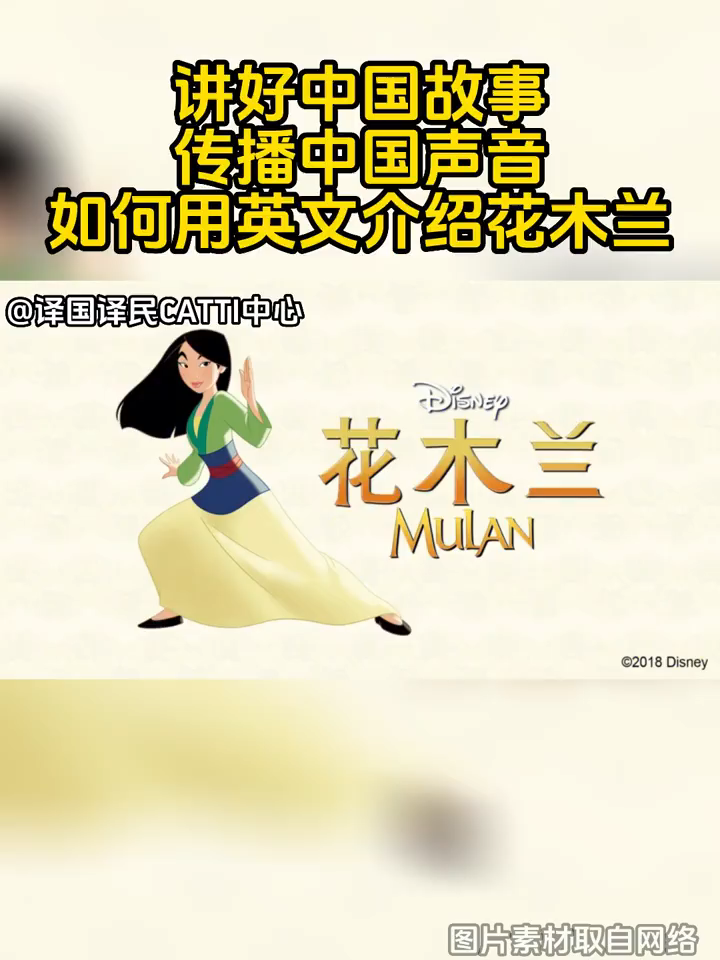 讲好中国故事
传播中国声音
如何用英文介绍花木兰
@译国译民CATTI中心
Disney
花木兰
MULAN
©2018 Disney
图片素材取自网络